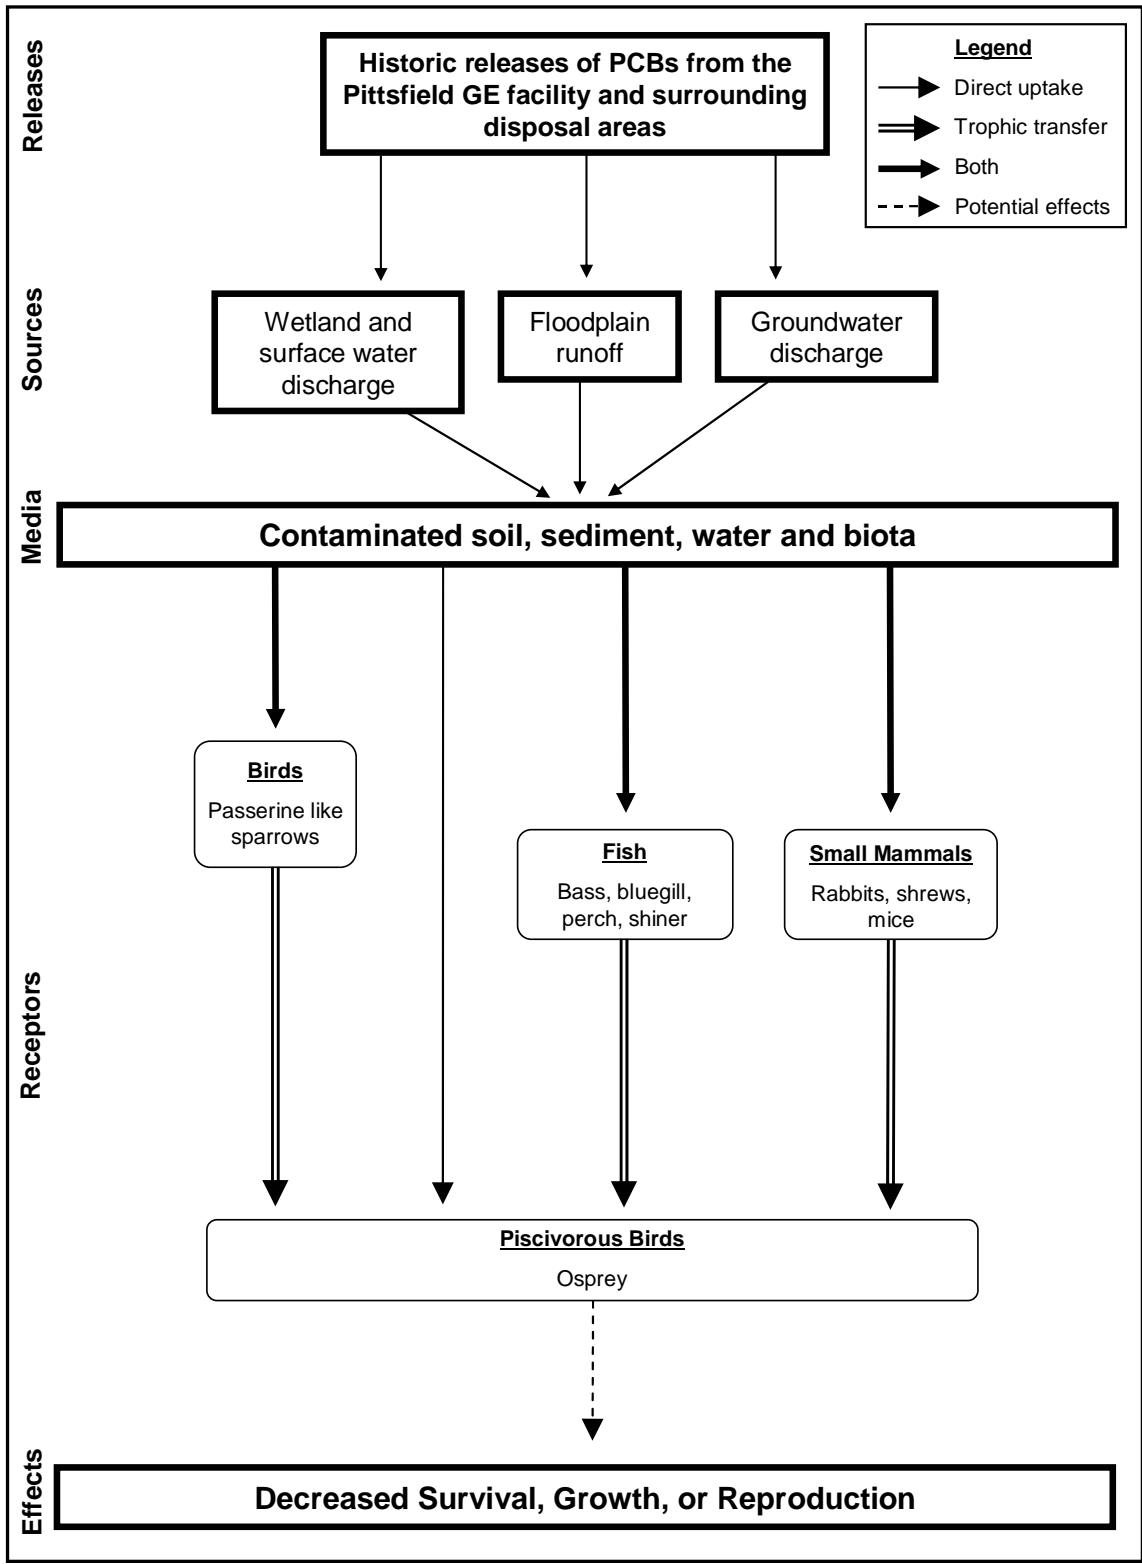 Releases
Historic releases of PCBs from the
Pittsfield GE facility and surrounding
disposal areas
Legend
Direct uptake
Trophic transfer
Both
Potential effects
Sources
Wetland and
surface water
discharge
Floodplain
runoff
Groundwater
discharge
Media
Contaminated soil, sediment, water and biota
Receptors
Birds
Passerine like
sparrows
Fish
Bass, bluegill,
perch, shiner
Small Mammals
Rabbits, shrews,
mice
Piscivorous Birds
Osprey
Effects
Decreased Survival, Growth, or Reproduction